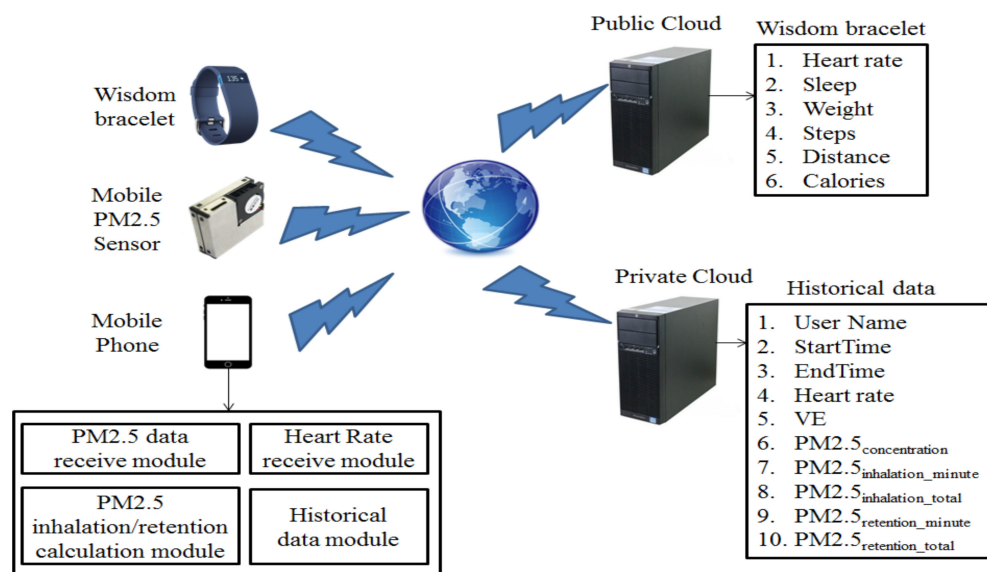 Public Cloud
Wisdom bracelet
1. Heart rate
2. Sleep
3. Weight
4. Steps
5. Distance
6. Calories
Wisdom
bracelet
Mobile
PM2.5
Sensor
Mobile
Phone
Private Cloud
Historical data
1. User Name
2. StartTime
3. EndTime
4. Heart rate
5. VE
6. PM2.5concentration
7. PM2.5inhalation_minute
8. PM2.5inhalation_total
9. PM2.5retention_minute
10. PM2.5retention_total
PM2.5 data
receive module
Heart Rate
receive module
PM2.5
inhalation/retention
calculation module
Historical
data module